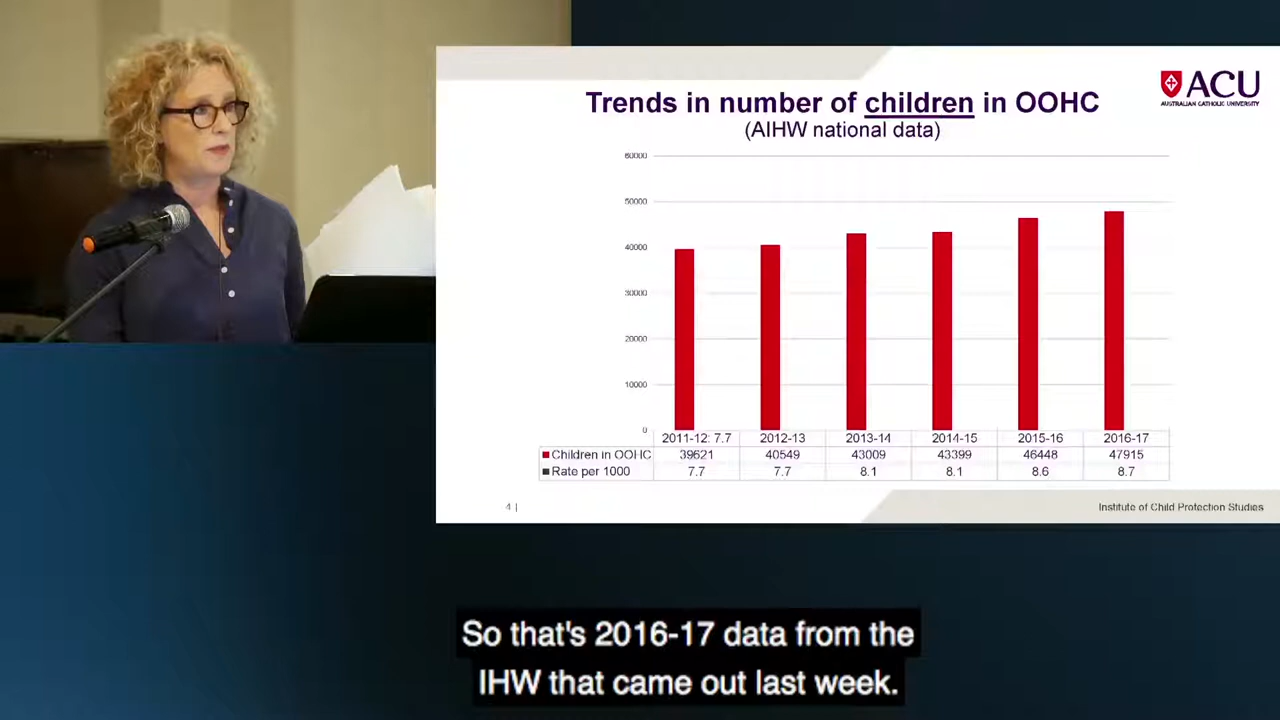 ACU
AUSTRALIAN CATHOLIC UNIVERSITY
Trends in number of children in OOHC
(AIHW national data)
60000
50000
40000
30000
20000
10000
0
2011-12: 7.7 2012-13 2013-14 2014-15 2015-16 2016-17
Children in OOHC 39621 40549 43009 43399 46448 47915
Rate per 1000 7.7 7.7 8.1 8.1 8.6 8.7
4 |
Institute of Child Protection Studies
So that's 2016-17 data from the
IHW that came out last week.